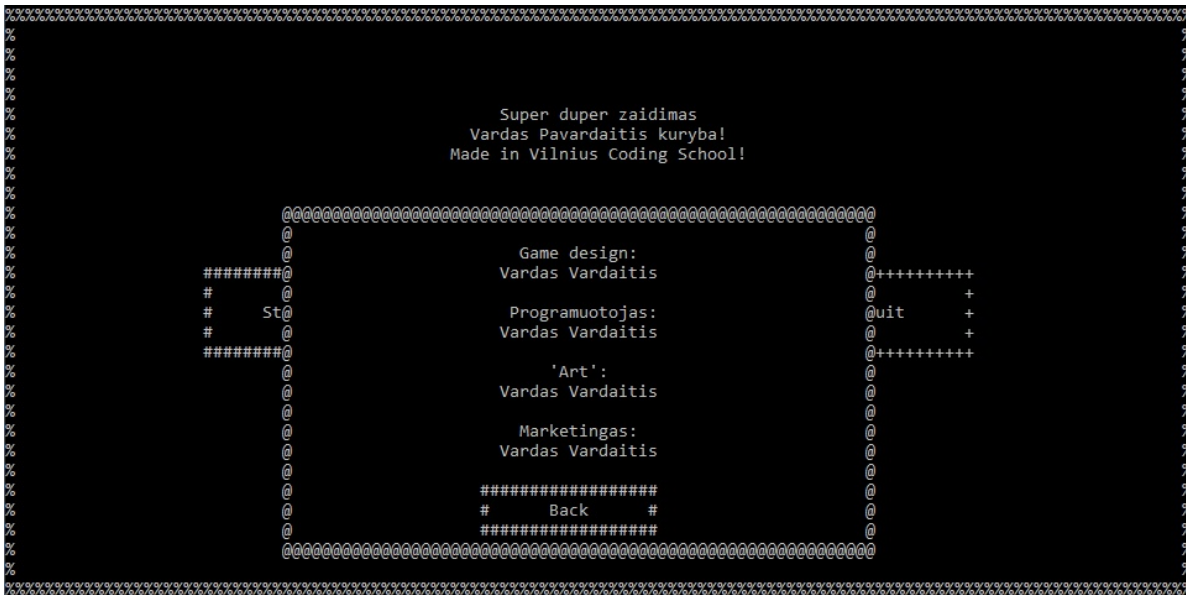 Super duper zaidimas
Vardas Pavardaitis kuryba!
Made in Vilnius Coding School!
Game design:
Vardas Vardaitis
St
Programuotojas:
uit
Vardas Vardaitis
'Art':
Vardas Vardaitis
Marketingas:
Vardas Vardaitis
Back